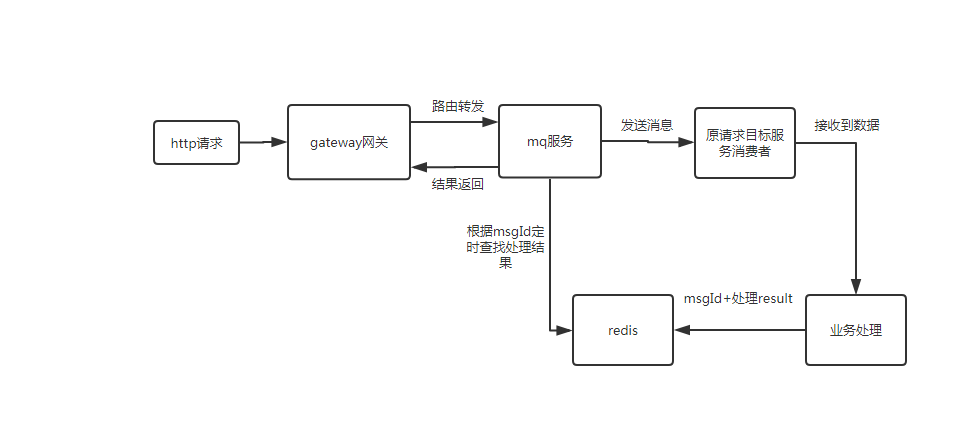 http请求
gateway网关
路由转发
结果返回
mq服务
发送消息
原请求目标服
务消费者
接收到数据
根据msgId定
时查找处理结
果
redis
msgId+处理result
业务处理